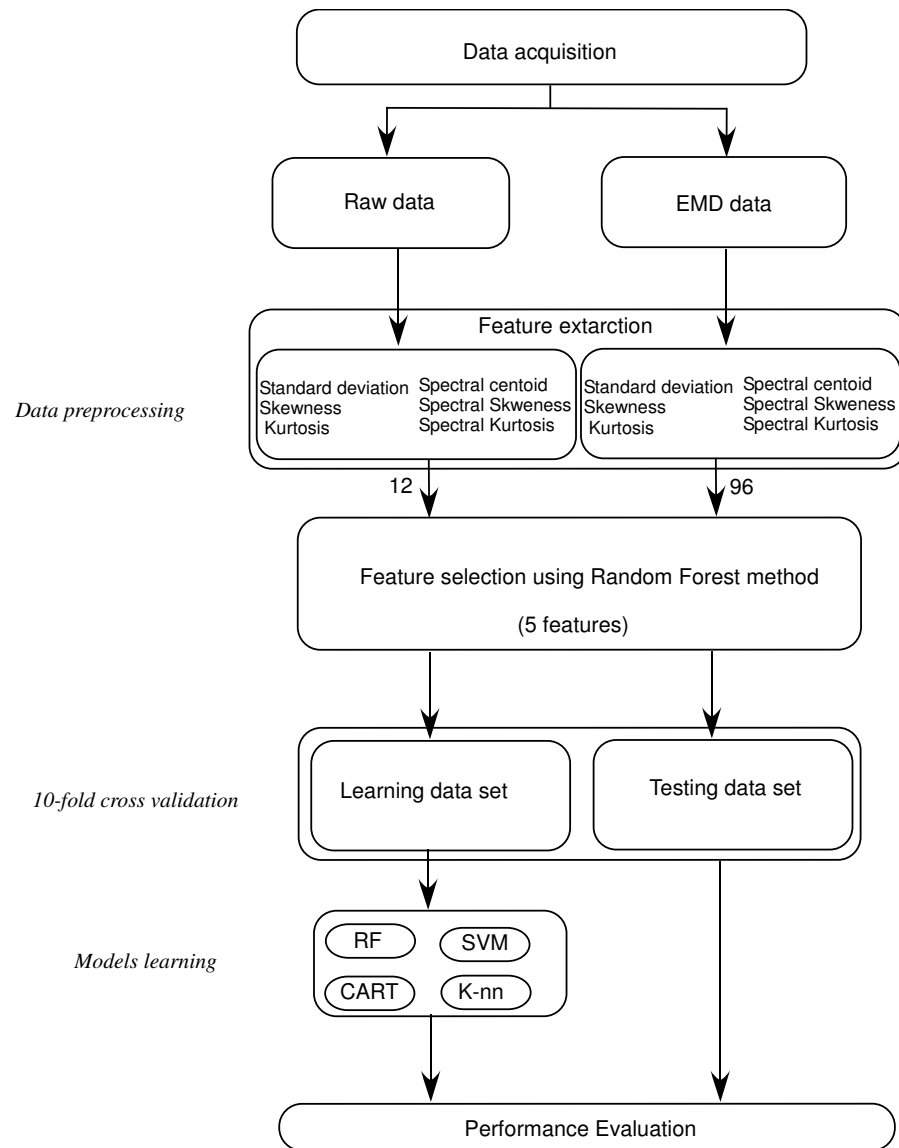 Data acquisition
Raw data
EMD data
Feature extarction
Data preprocessing
Standard deviation
Skewness
Kurtosis
Spectral centoid
Spectral Skweness
Spectral Kurtosis
Standard deviation
Skewness
Kurtosis
Spectral centoid
Spectral Skweness
Spectral Kurtosis
12
96
Feature selection using Random Forest method
(5 features)
10-fold cross validation
Learning data set
Testing data set
Models learning
RF
SVM
CART
K-nn
Performance Evaluation